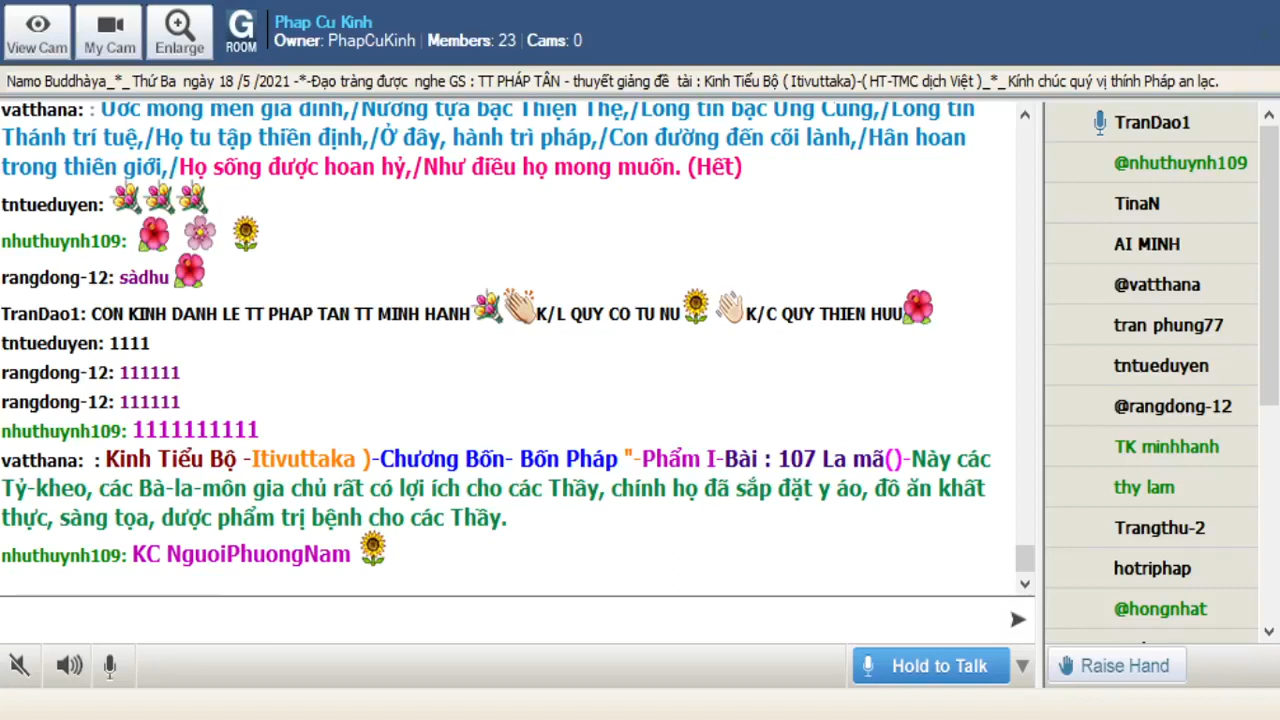 View Cam
My Cam
Enlarge
G
ROOM
Phap Cu Kinh
Owner: PhapCuKinh | Members: 23 | Cams: 0
Namo Buddhàya_*_Thứ Ba ngày 18 /5 /2021 -*-Đạo tràng được nghe GS : TT PHÁP TÂN - thuyết giảng đề tài : Kinh Tiểu Bộ ( Itivuttaka)-( HT-TMC dịch Việt )_*_Kính chúc quý vị thính Pháp an lạc.
vatthana: : Ước mong mến gia đình,/Nương tựa bậc Thiện Thệ,/Lòng tin bậc Ứng Cúng,/Lòng tin
Thánh trí tuệ,/Họ tu tập thiền định,/Ở đây, hành trì pháp,/Con đường đến cõi lành,/Hân hoan
trong thiên giới,/Họ sống được hoan hỷ,/Như điều họ mong muốn. (Hết)
tntueduyen:
nhuthuynh109:
rangdong-12: sàdhu
TranDao1: CON KINH DANH LE TT PHAP TAN TT MINH HANH K/L QUY CO TU NU K/C QUY THIEN HUU
tntueduyen: 1111
rangdong-12: 111111
rangdong-12: 111111
nhuthuynh109: 1111111111
vatthana: : Kinh Tiểu Bộ -Itivuttaka )-Chương Bốn- Bốn Pháp "-Phẩm I-Bài : 107 La mã()-Này các
Tỷ-kheo, các Bà-la-môn gia chủ rất có lợi ích cho các Thầy, chính họ đã sắp đặt y áo, đồ ăn khất
thực, sàng tọa, dược phẩm trị bệnh cho các Thầy.
nhuthuynh109: KC NguoiPhuongNam
Hold to Talk
TranDao1
@nhuthuynh109
TinaN
AI MINH
@vatthana
tran phung77
tntueduyen
@rangdong-12
TK minhhanh
thy lam
Trangthu-2
hotriphap
@hongnhat
Raise Hand